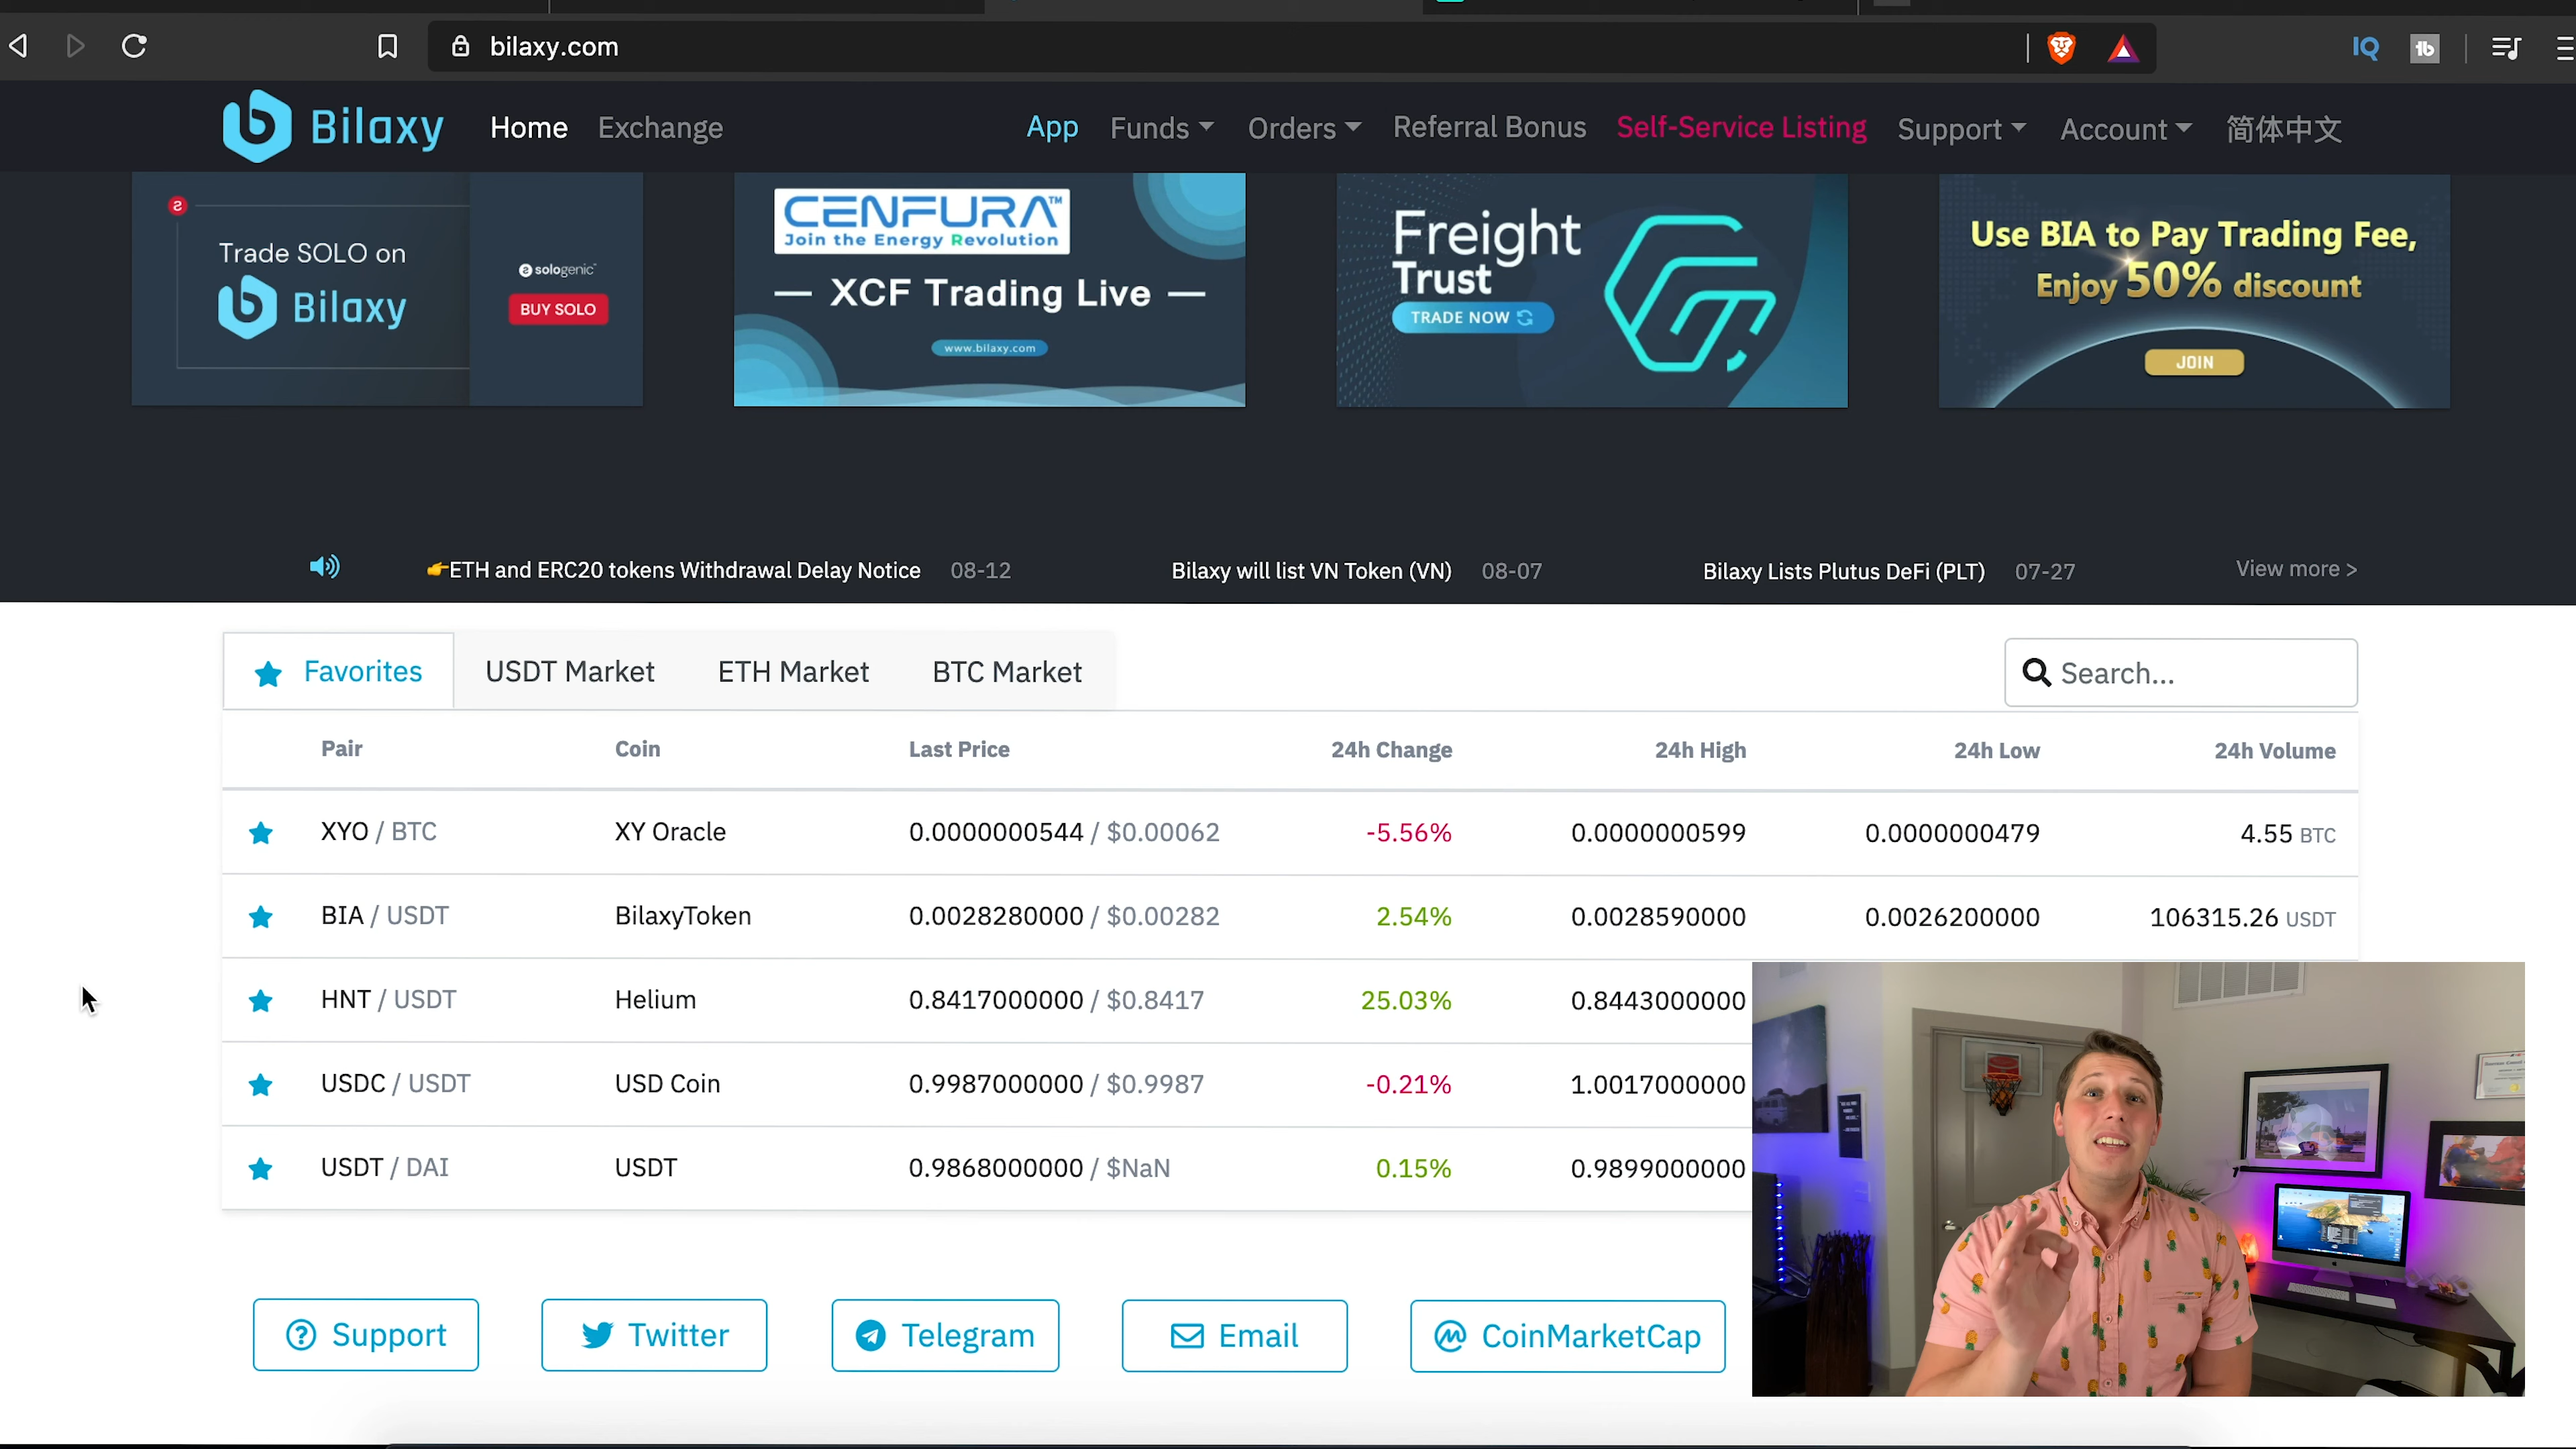 bilaxy.com
IQ
tb
Bilaxy Home Exchange App Funds Orders Referral Bonus Self-Service Listing Support Account 简体中文
Trade SOLO on
Bilaxy
sologenic
BUY SOLO
CENFURA™
Join the Energy Revolution
— XCF Trading Live —
www.bilaxy.com
Freight
Trust
TRADE NOW
Use BIA to Pay Trading Fee,
Enjoy 50% discount
JOIN
👉ETH and ERC20 tokens Withdrawal Delay Notice 08-12 Bilaxy will list VN Token (VN) 08-07 Bilaxy Lists Plutus DeFi (PLT) 07-27 View more >
Favorites USDT Market ETH Market BTC Market Search...
Pair Coin Last Price 24h Change 24h High 24h Low 24h Volume
XYO / BTC XY Oracle 0.0000000544 / $0.00062 -5.56% 0.0000000599 0.0000000479 4.55 BTC
BIA / USDT BilaxyToken 0.0028280000 / $0.00282 2.54% 0.0028590000 0.0026200000 106315.26 USDT
HNT / USDT Helium 0.8417000000 / $0.8417 25.03% 0.8443000000
USDC / USDT USD Coin 0.9987000000 / $0.9987 -0.21% 1.0017000000
USDT / DAI USDT 0.9868000000 / $NaN 0.15% 0.9899000000
Support Twitter Telegram Email CoinMarketCap